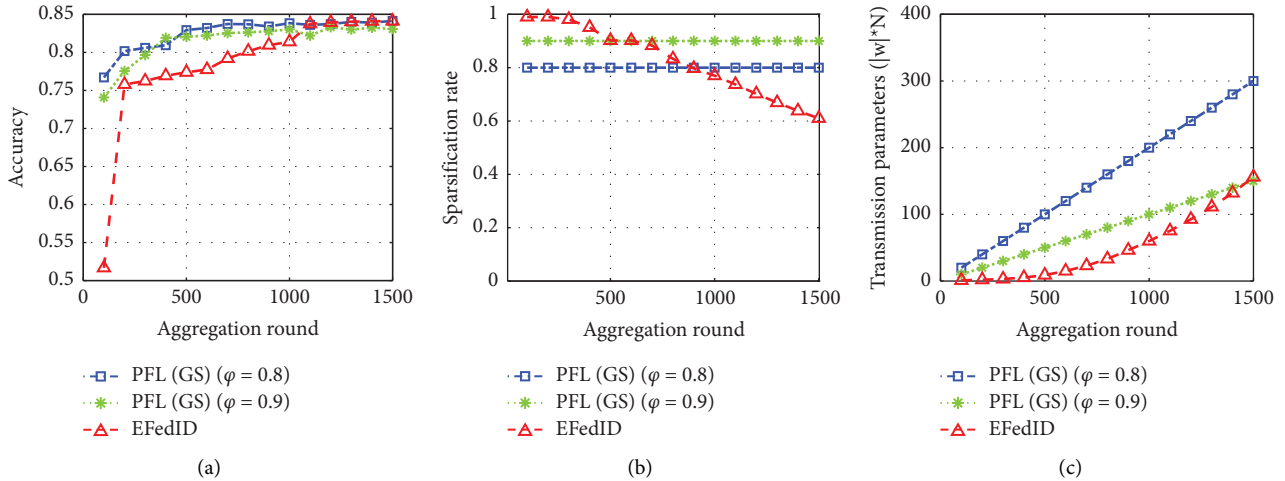 0.85
0.8
0.75
0.7
0.65
0.6
0.55
0.5
0 500 1000 1500
Accuracy
Aggregation round
PFL (GS) (φ = 0.8)
PFL (GS) (φ = 0.9)
EFedID
(a)
1
0.8
0.6
0.4
0.2
0
500 1000 1500
Sparsification rate
Aggregation round
PFL (GS) (φ = 0.8)
PFL (GS) (φ = 0.9)
EFedID
(b)
400
300
200
100
0
0 500 1000 1500
Transmission parameters (|w|*N)
Aggregation round
PFL (GS) (φ = 0.8)
PFL (GS) (φ = 0.9)
EFedID
(c)